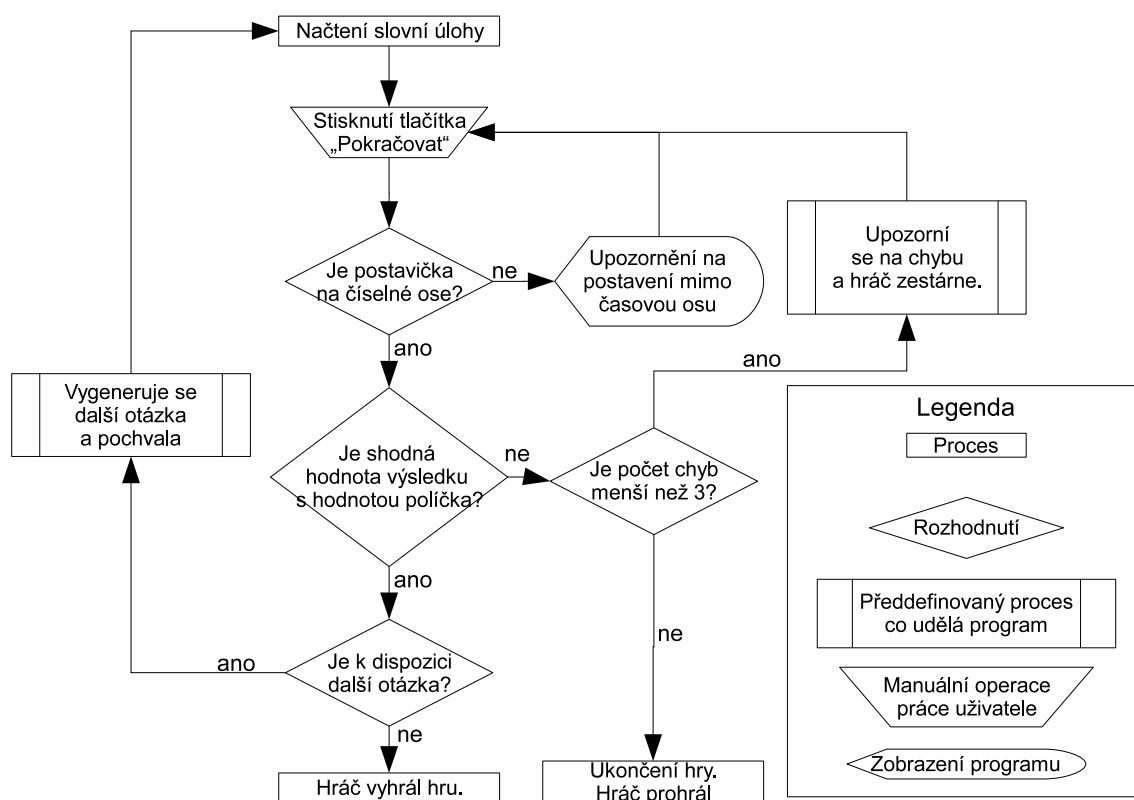 Načtení slovní úlohy
Stisknutí tlačítka
„Pokračovat“
Je postavička
na číselné ose?
ne
Upozornění na
postavení mimo
časovou osu
Upozorní
se na chybu
a hráč zestárne.
ano
ano
Vygeneruje se
další otázka
a pochvala
Je shodná
hodnota výsledku
s hodnotou políčka?
ne
Je počet chyb
menší než 3?
ano
ne
Je k dispozici
další otázka?
ano
ne
Hráč vyhrál hru.
Ukončení hry.
Hráč prohrál
Legenda
Proces
Rozhodnutí
Předdefinovaný proces
co udělá program
Manuální operace
práce uživatele
Zobrazení programu